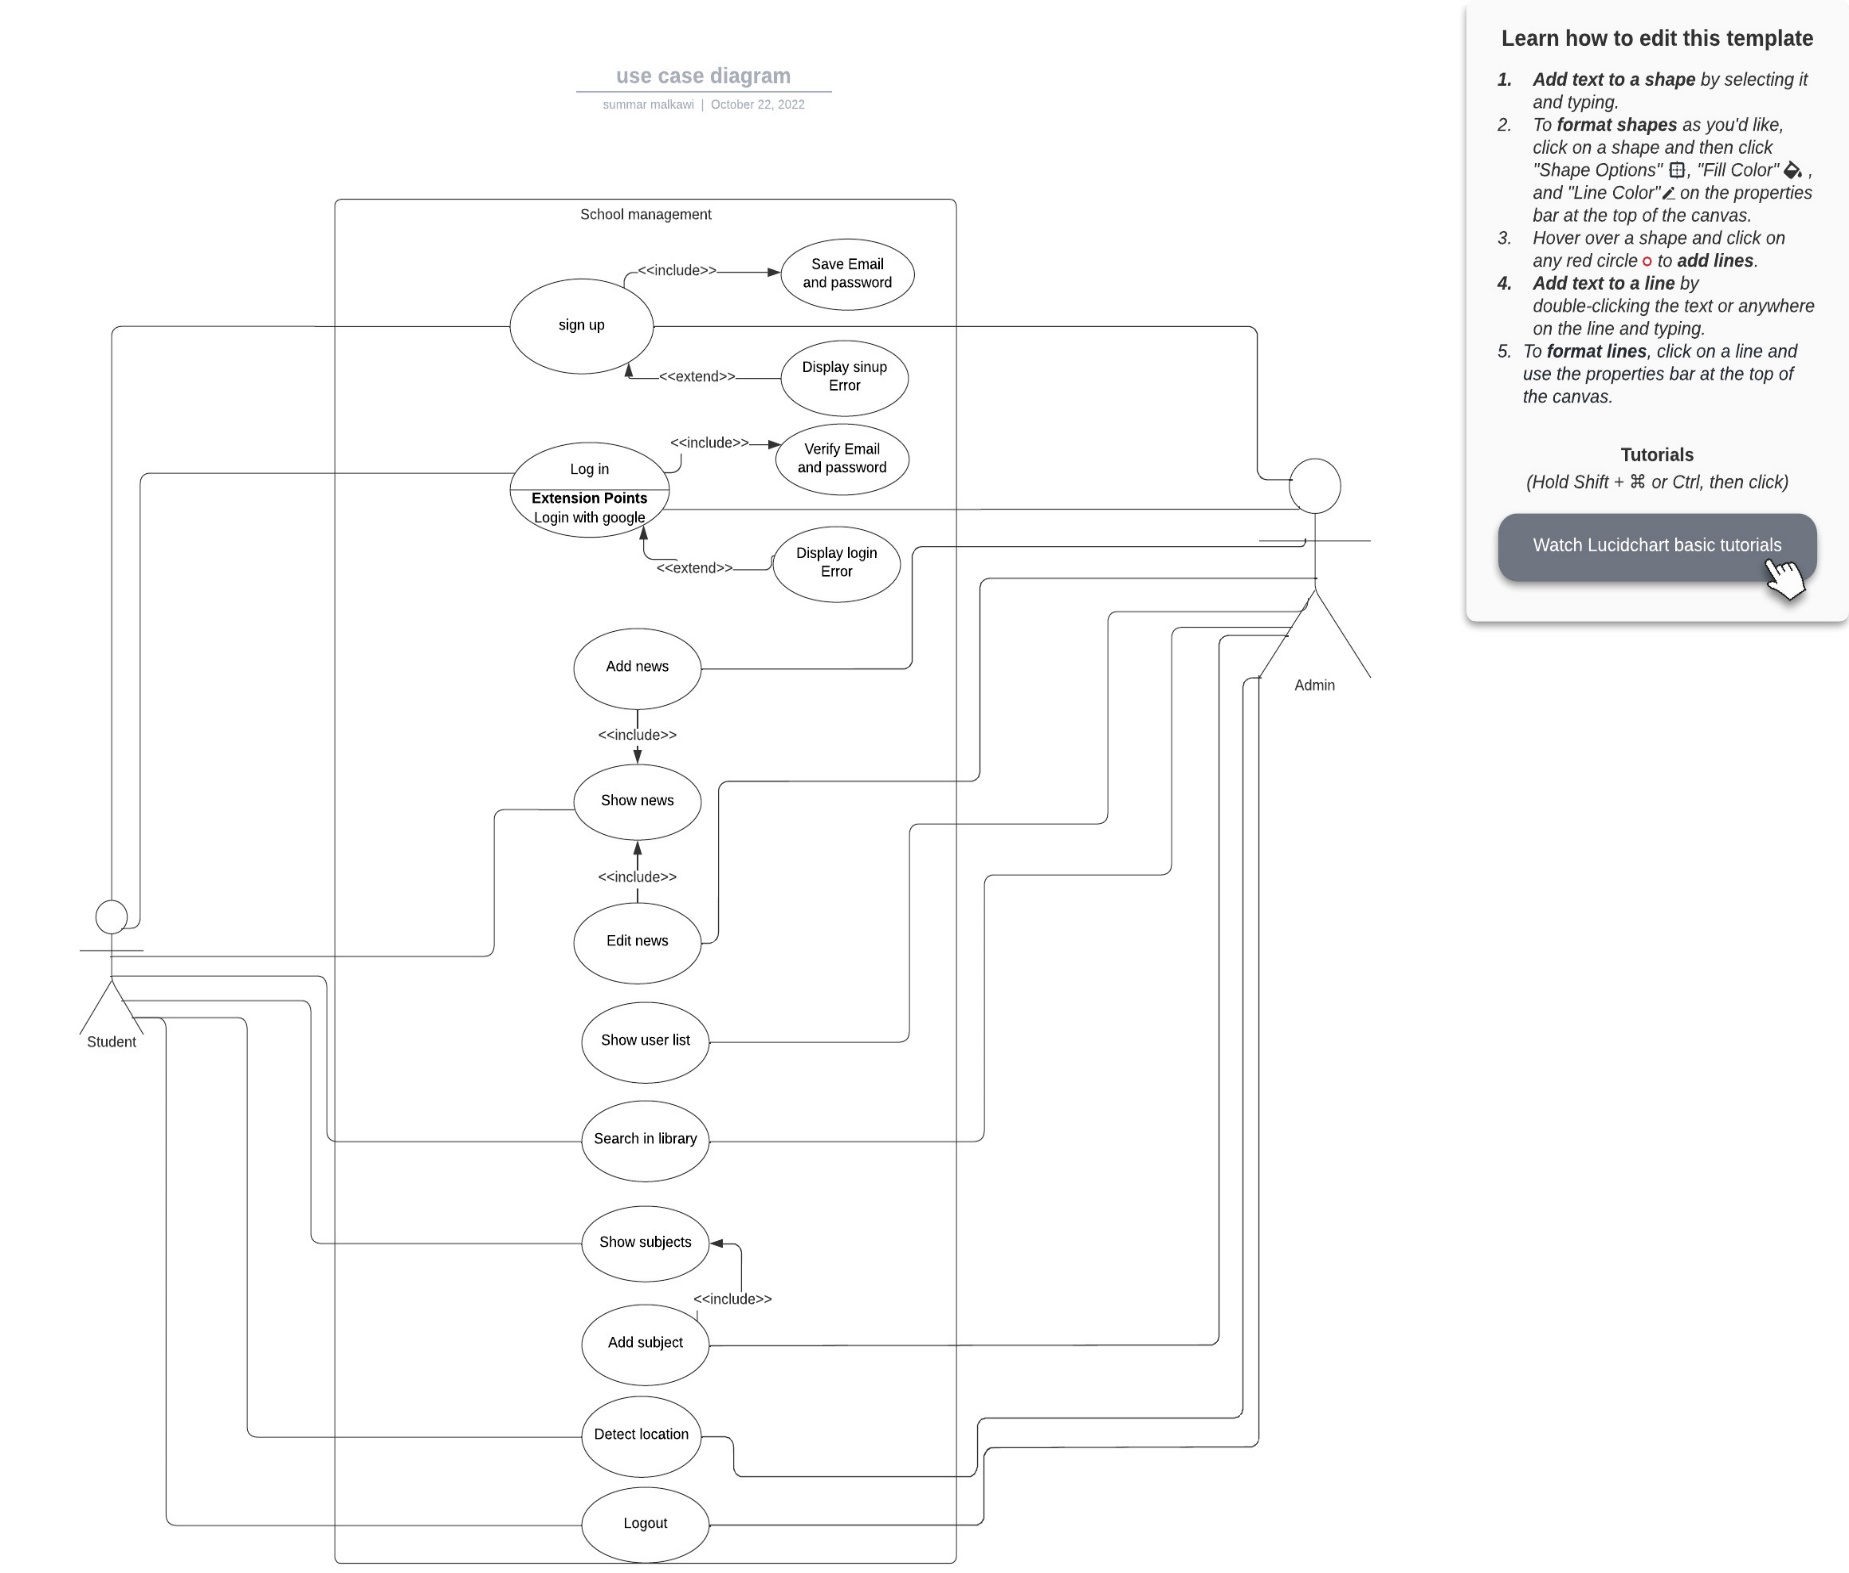 use case diagram
summar malkawi | October 22, 2022
School management
<<include>>
Save Email
and password
sign up
<<extend>>
Display sinup
Error
<<include>>
Verify Email
and password
Log in
Extension Points
Login with google
<<extend>>
Display login
Error
Add news
<<include>>
Show news
<<include>>
Edit news
Show user list
Search in library
Show subjects
<<include>>
Add subject
Detect location
Logout
Student
Admin
Learn how to edit this template
1. Add text to a shape by selecting it
and typing.
2. To format shapes as you'd like,
click on a shape and then click
"Shape Options" , "Fill Color" ,
and "Line Color" on the properties
bar at the top of the canvas.
3. Hover over a shape and click on
any red circle to add lines.
4. Add text to a line by
double-clicking the text or anywhere
on the line and typing.
5. To format lines, click on a line and
use the properties bar at the top of
the canvas.
Tutorials
(Hold Shift + ⌘ or Ctrl, then click)
Watch Lucidchart basic tutorials